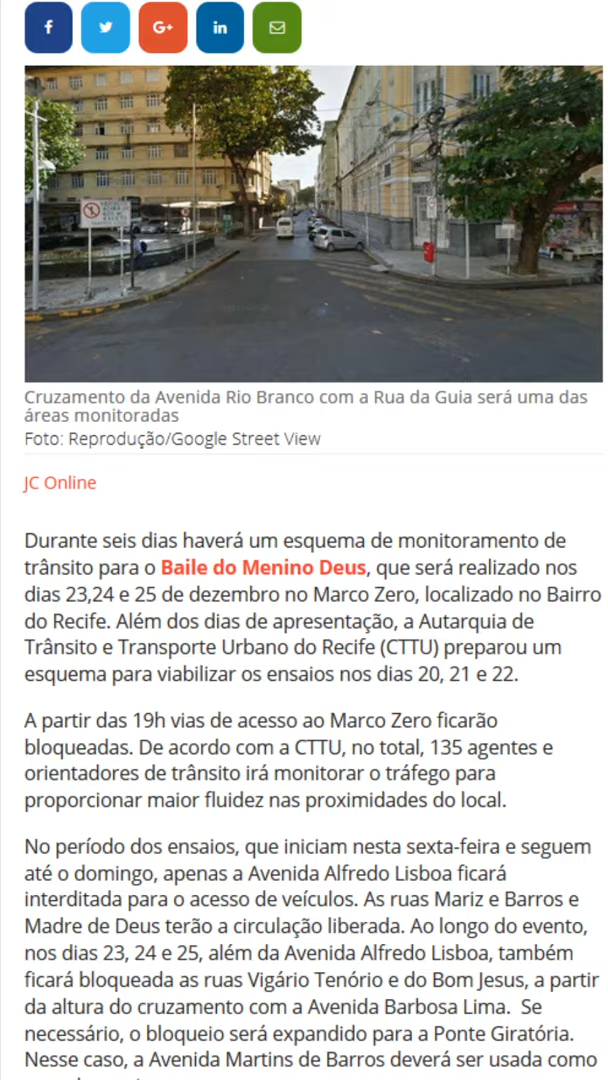 f
G+
in
Cruzamento da Avenida Rio Branco com a Rua da Guia será uma das
áreas monitoradas
Foto: Reprodução/Google Street View
JC Online
Durante seis dias haverá um esquema de monitoramento de
trânsito para o Baile do Menino Deus, que será realizado nos
dias 23,24 e 25 de dezembro no Marco Zero, localizado no Bairro
do Recife. Além dos dias de apresentação, a Autarquia de
Trânsito e Transporte Urbano do Recife (CTTU) preparou um
esquema para viabilizar os ensaios nos dias 20, 21 e 22.
A partir das 19h vias de acesso ao Marco Zero ficarão
bloqueadas. De acordo com a CTTU, no total, 135 agentes e
orientadores de trânsito irá monitorar o tráfego para
proporcionar maior fluidez nas proximidades do local.
No período dos ensaios, que iniciam nesta sexta-feira e seguem
até o domingo, apenas a Avenida Alfredo Lisboa ficará
interditada para o acesso de veículos. As ruas Mariz e Barros e
Madre de Deus terão a circulação liberada. Ao longo do evento,
nos dias 23, 24 e 25, além da Avenida Alfredo Lisboa, também
ficará bloqueada as ruas Vigário Tenório e do Bom Jesus, a partir
da altura do cruzamento com a Avenida Barbosa Lima. Se
necessário, o bloqueio será expandido para a Ponte Giratória.
Nesse caso, a Avenida Martins de Barros deverá ser usada como